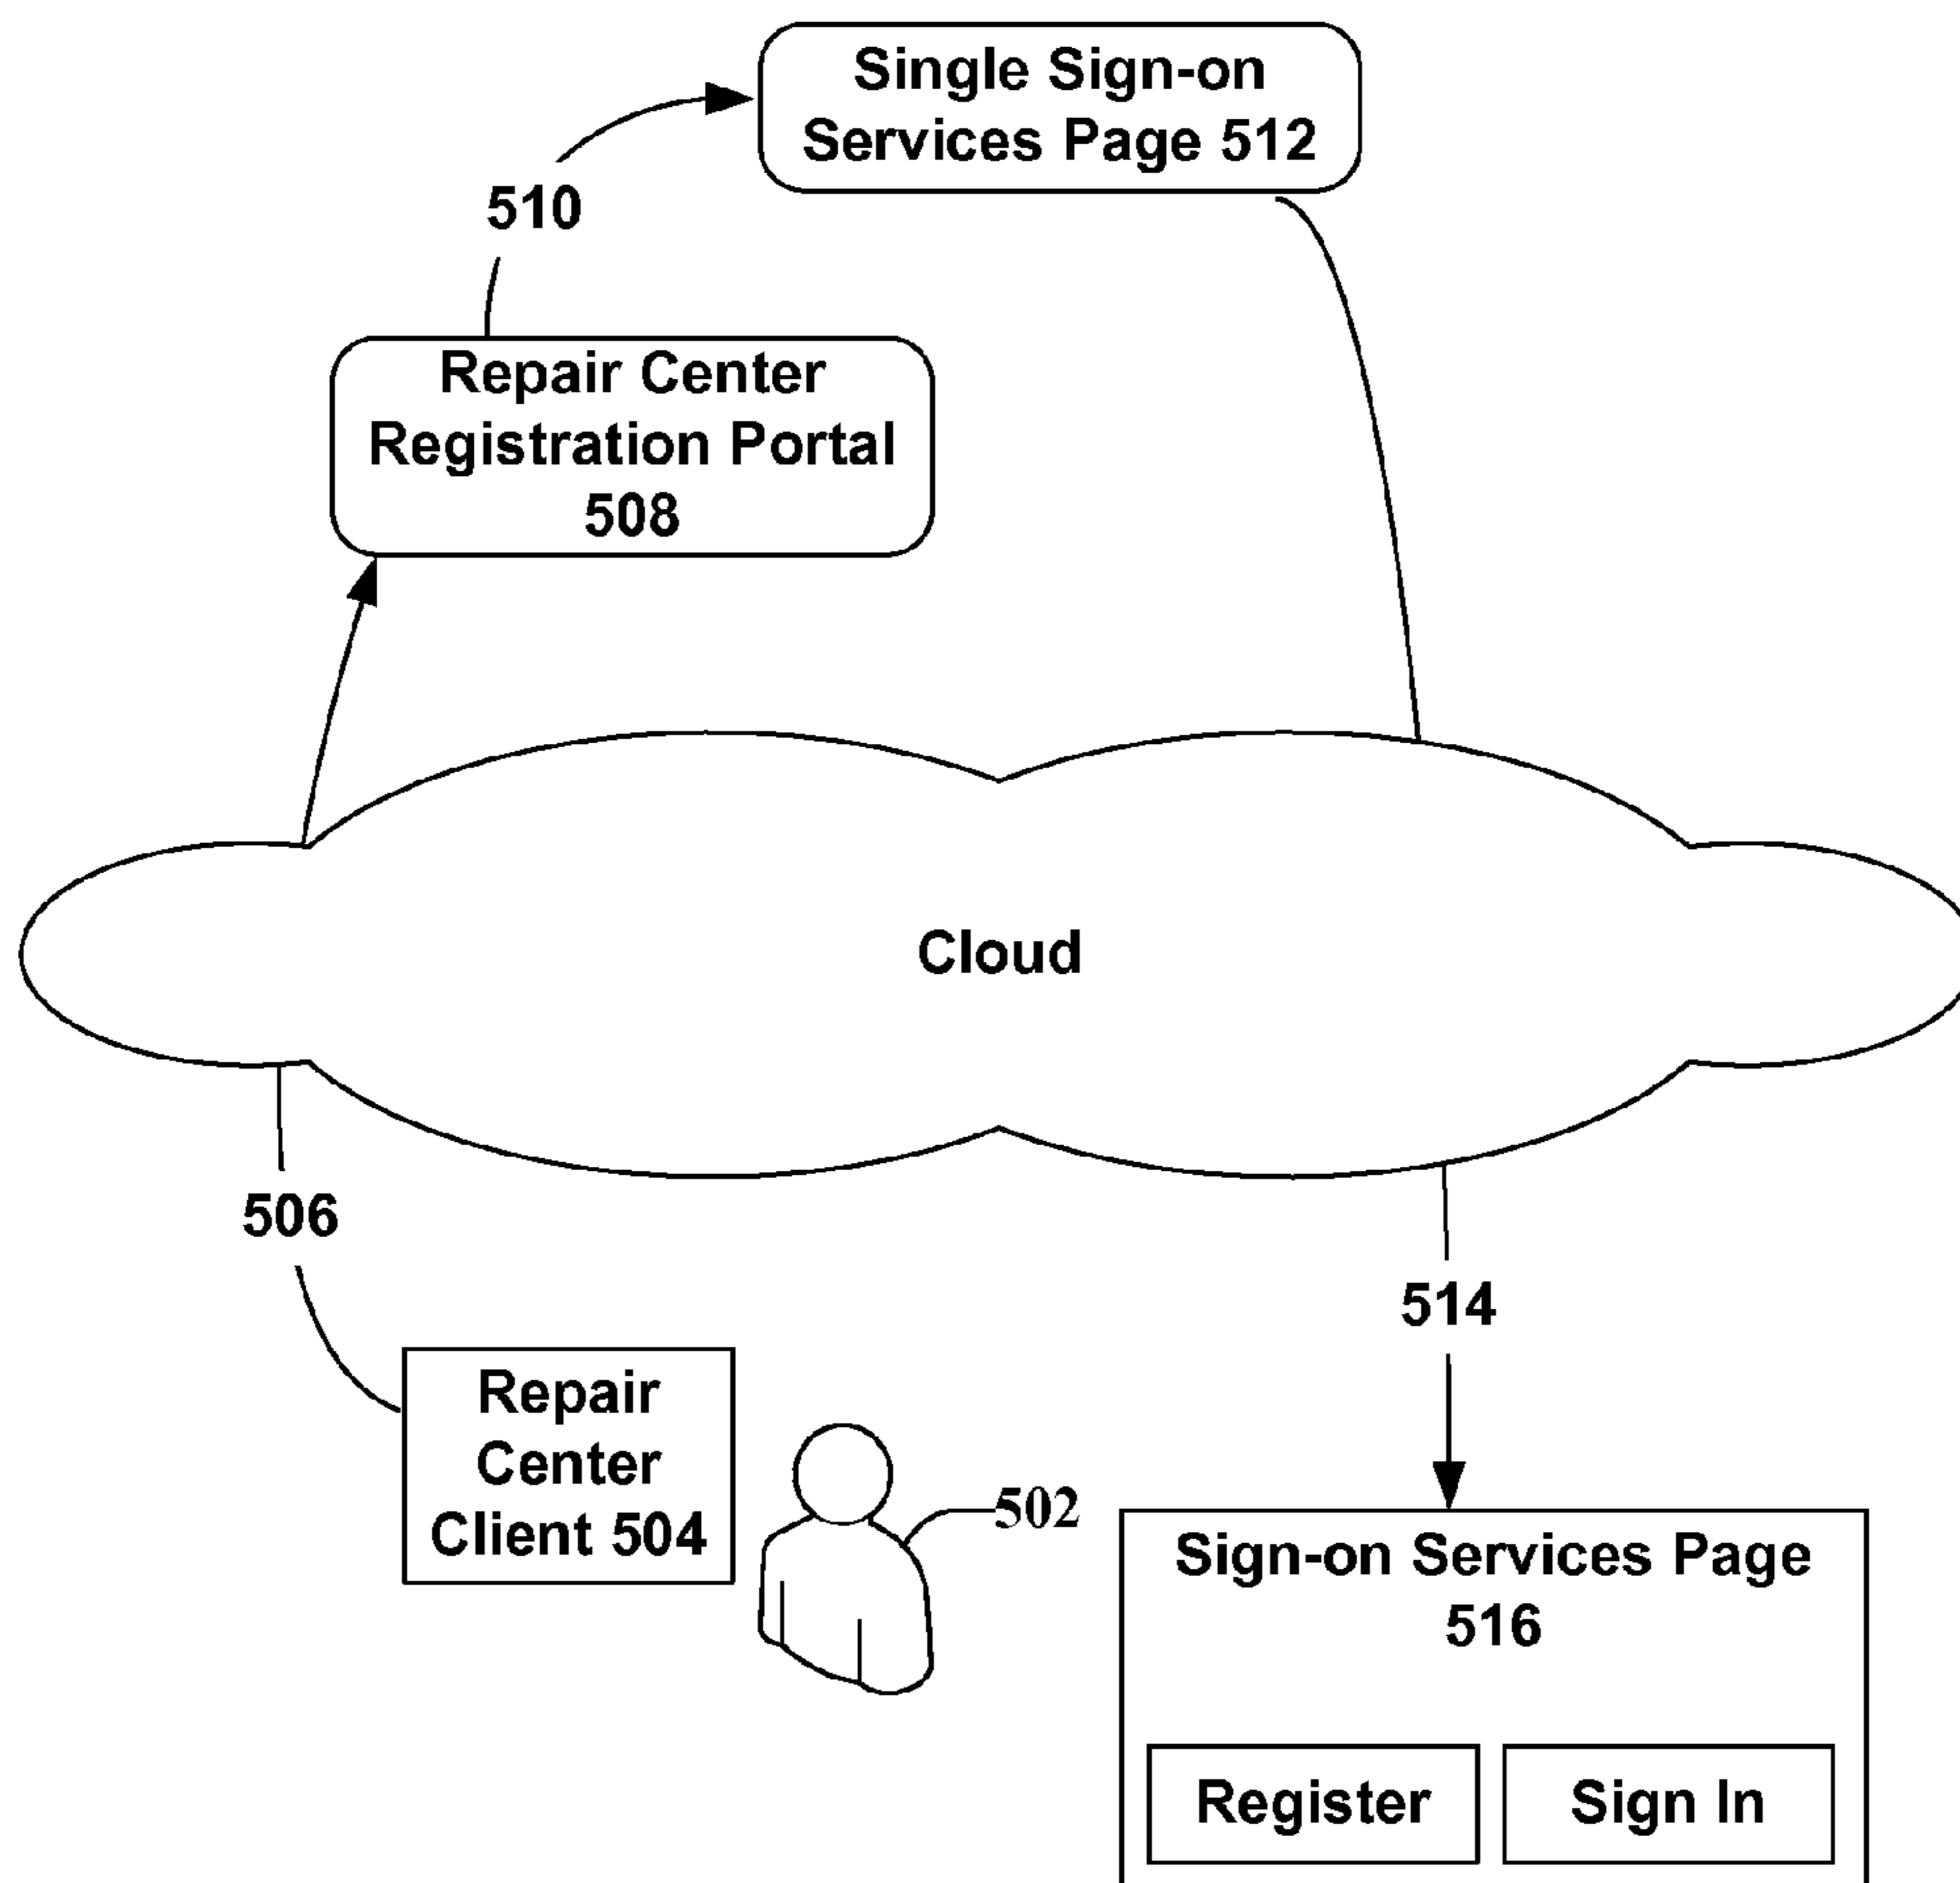 Single Sign-on
Services Page 512
510
Repair Center
Registration Portal
508
Cloud
506
514
Repair
Center
Client 504
502
Sign-on Services Page
516
Register
Sign In